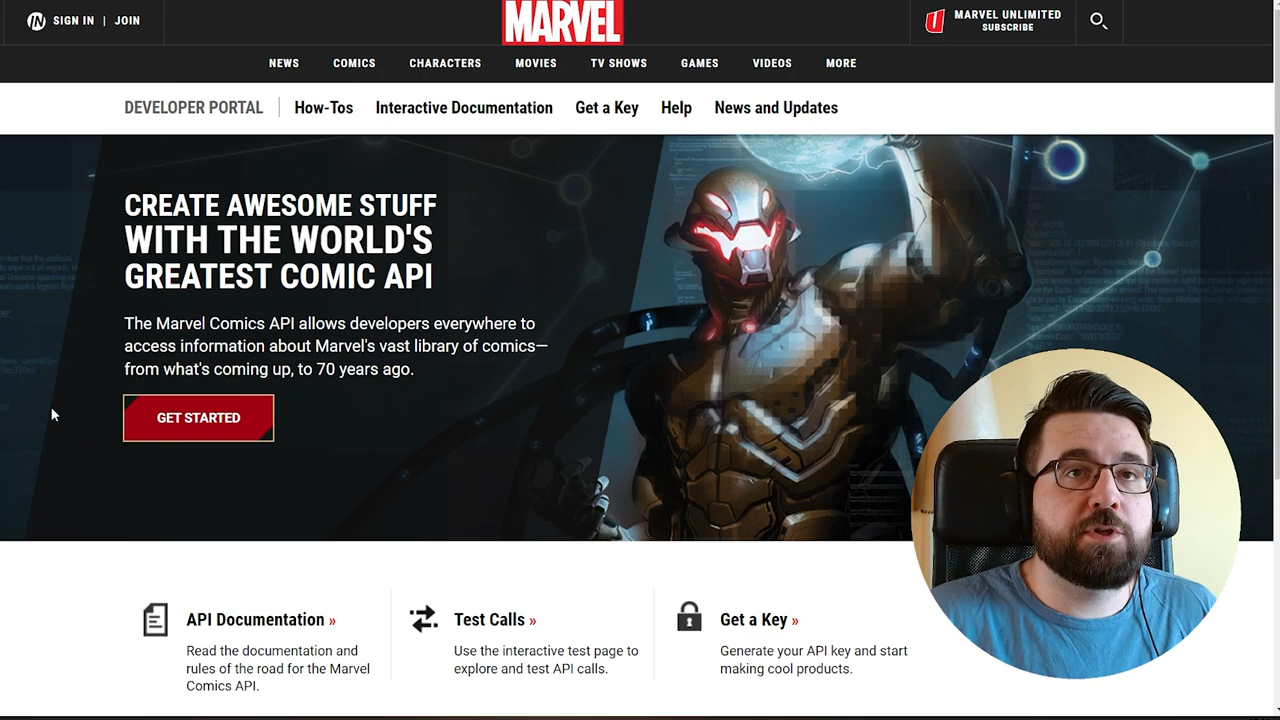 SIGN IN | JOIN
MARVEL
MARVEL UNLIMITED
SUBSCRIBE
NEWS COMICS CHARACTERS MOVIES TV SHOWS GAMES VIDEOS MORE
DEVELOPER PORTAL How-Tos Interactive Documentation Get a Key Help News and Updates
CREATE AWESOME STUFF
WITH THE WORLD'S
GREATEST COMIC API
The Marvel Comics API allows developers everywhere to
access information about Marvel's vast library of comics—
from what's coming up, to 70 years ago.
GET STARTED
API Documentation »
Read the documentation and
rules of the road for the Marvel
Comics API.
Test Calls »
Use the interactive test page to
explore and test API calls.
Get a Key »
Generate your API key and start
making cool products.